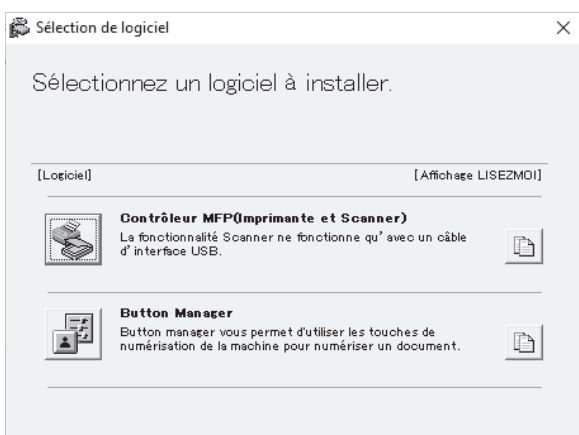 Sélection de logiciel
Sélectionnez un logiciel à installer.
[Logiciel]
[Affichage LISEZMOI]
Contrôleur MFP(Imprimante et Scanner)
La fonctionnalité Scanner ne fonctionne qu'avec un câble
d'interface USB.
Button Manager
Button manager vous permet d'utiliser les touches de
numérisation de la machine pour numériser un document.